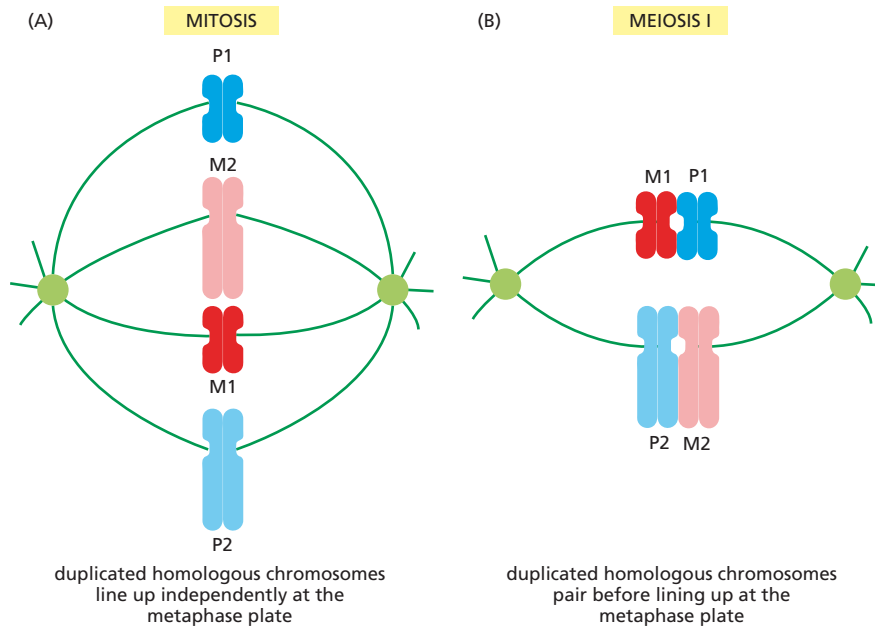 (A)
MITOSIS
P1
M2
M1
P2
duplicated homologous chromosomes
line up independently at the
metaphase plate
(B)
MEIOSIS I
M1 P1
P2 M2
duplicated homologous chromosomes
pair before lining up at the
metaphase plate